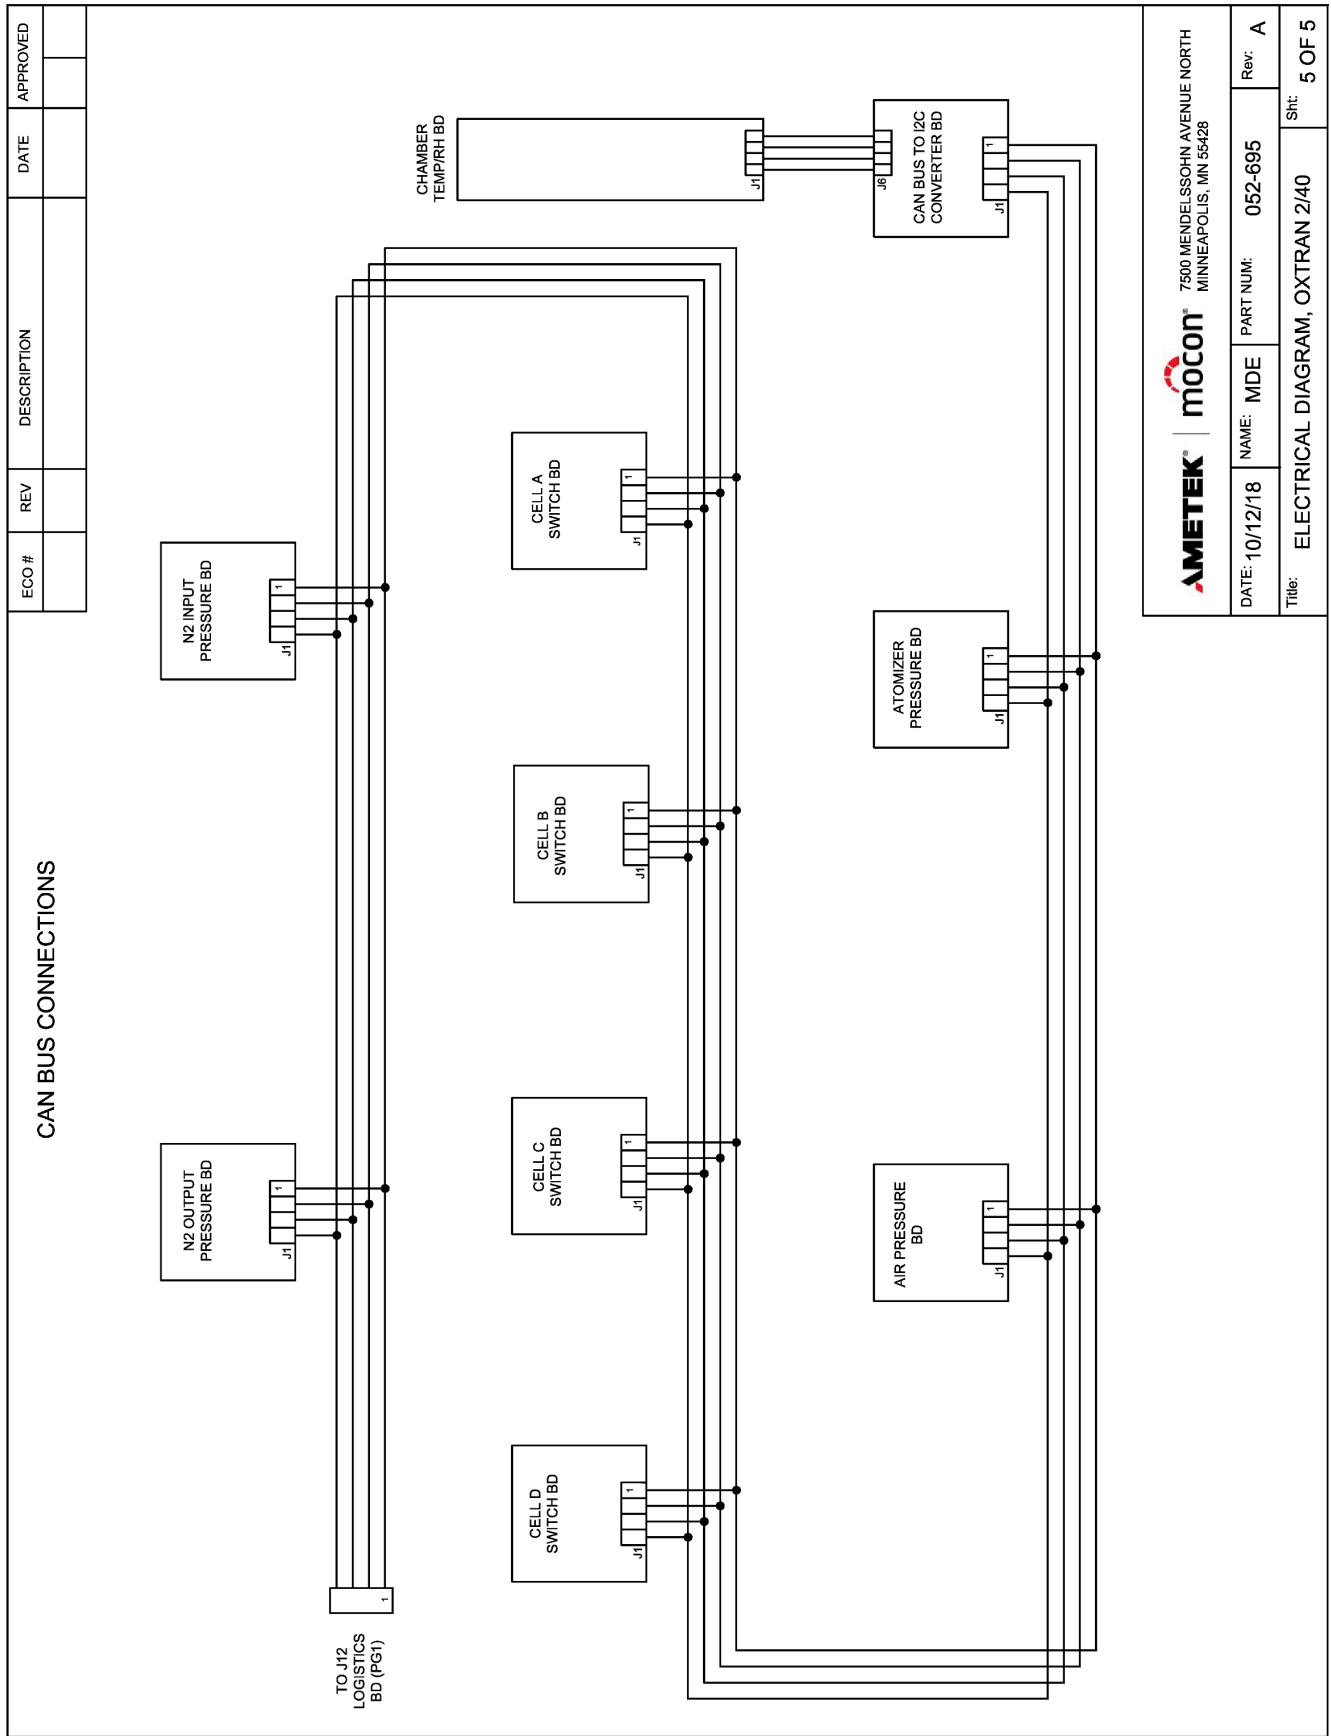 CAN BUS CONNECTIONS
ECO #
REV
DESCRIPTION
DATE
APPROVED
N2 OUTPUT
PRESSURE BD
1
J1
N2 INPUT
PRESSURE BD
1
J1
TO J12
LOGISTICS
BD (PG1)
1
CHAMBER
TEMP/RH BD
J1
CELL D
SWITCH BD
1
J1
CELL C
SWITCH BD
1
J1
CELL B
SWITCH BD
1
J1
CELL A
SWITCH BD
1
J1
J6
CAN BUS TO I2C
CONVERTER BD
1
J1
AIR PRESSURE
BD
1
J1
ATOMIZER
PRESSURE BD
1
J1
AMETEK® mocon®
7500 MENDELSSOHN AVENUE NORTH
MINNEAPOLIS, MN 55428
DATE: 10/12/18
NAME: MDE
PART NUM: 052-695
Rev: A
Title: ELECTRICAL DIAGRAM, OXTRAN 2/40
Sht: 5 OF 5